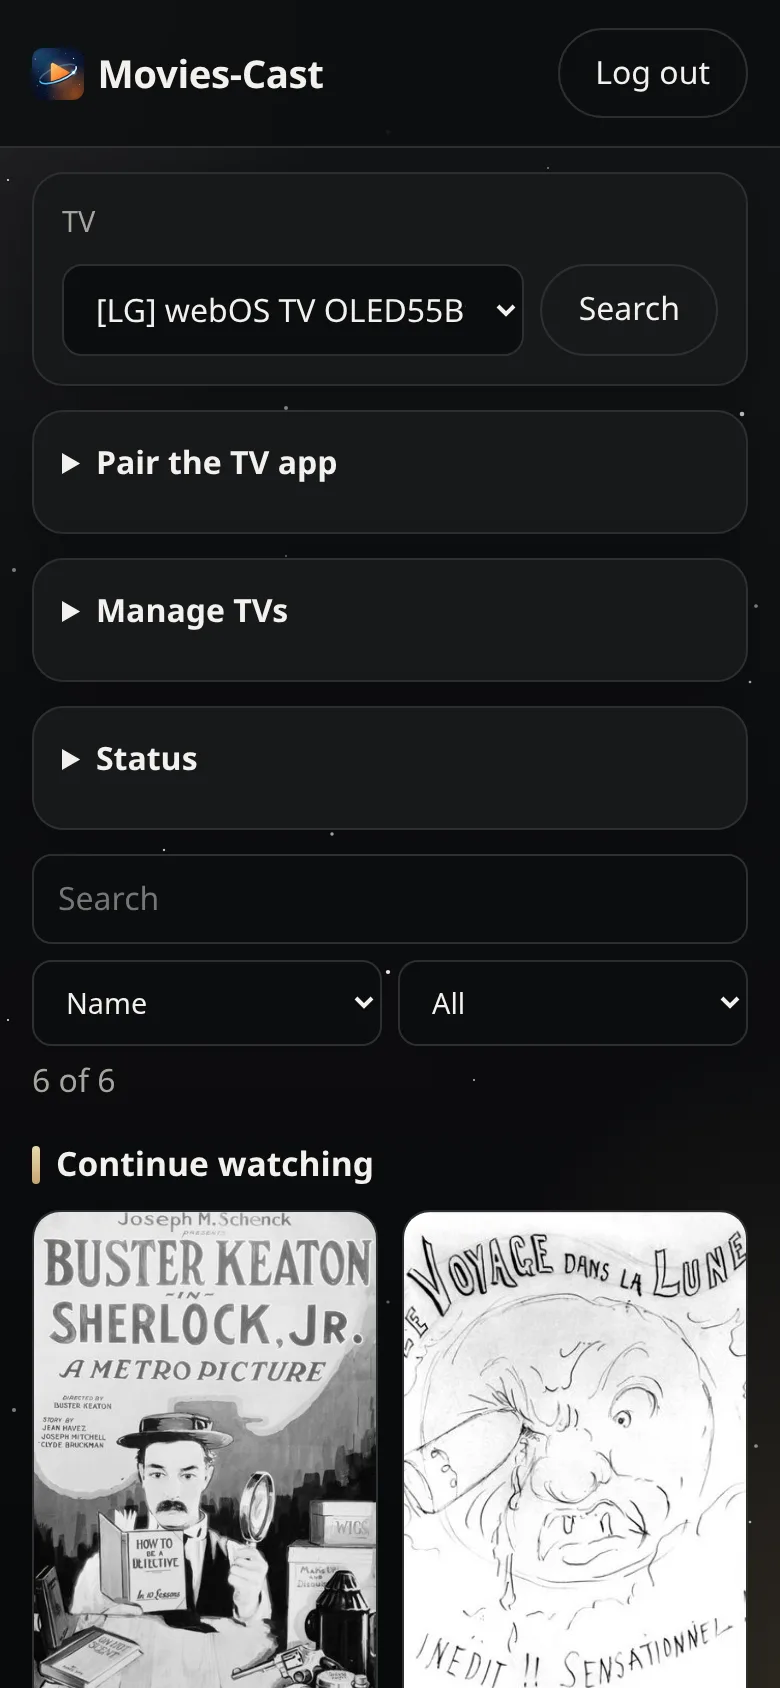 Movies-Cast
Log out
TV
[LG] webOS TV OLED55B
Search
Pair the TV app
Manage TVs
Status
Search
Name
All
6 of 6
Continue watching
Joseph M. Schenck
PRESENTS
BUSTER KEATON
-IN-
SHERLOCK, JR.
A METRO PICTURE
DIRECTED BY
BUSTER KEATON
STORY BY
JEAN HAVEZ
JOSEPH MITCHELL
CLYDE BRUCKMAN
HOW TO
BE A
DETECTIVE
In 10 Lessons
WIGS
LE VOYAGE DANS LA LUNE
INÉDIT !! SENSATIONNEL